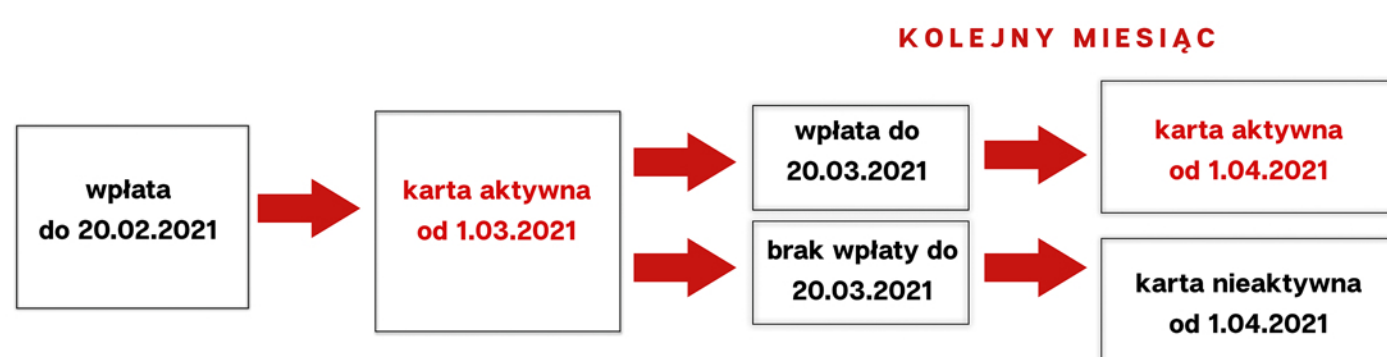 KOLEJNY MIESIĄC
wpłata
do 20.02.2021
karta aktywna
od 1.03.2021
wpłata do
20.03.2021
karta aktywna
od 1.04.2021
brak wpłaty do
20.03.2021
karta nieaktywna
od 1.04.2021